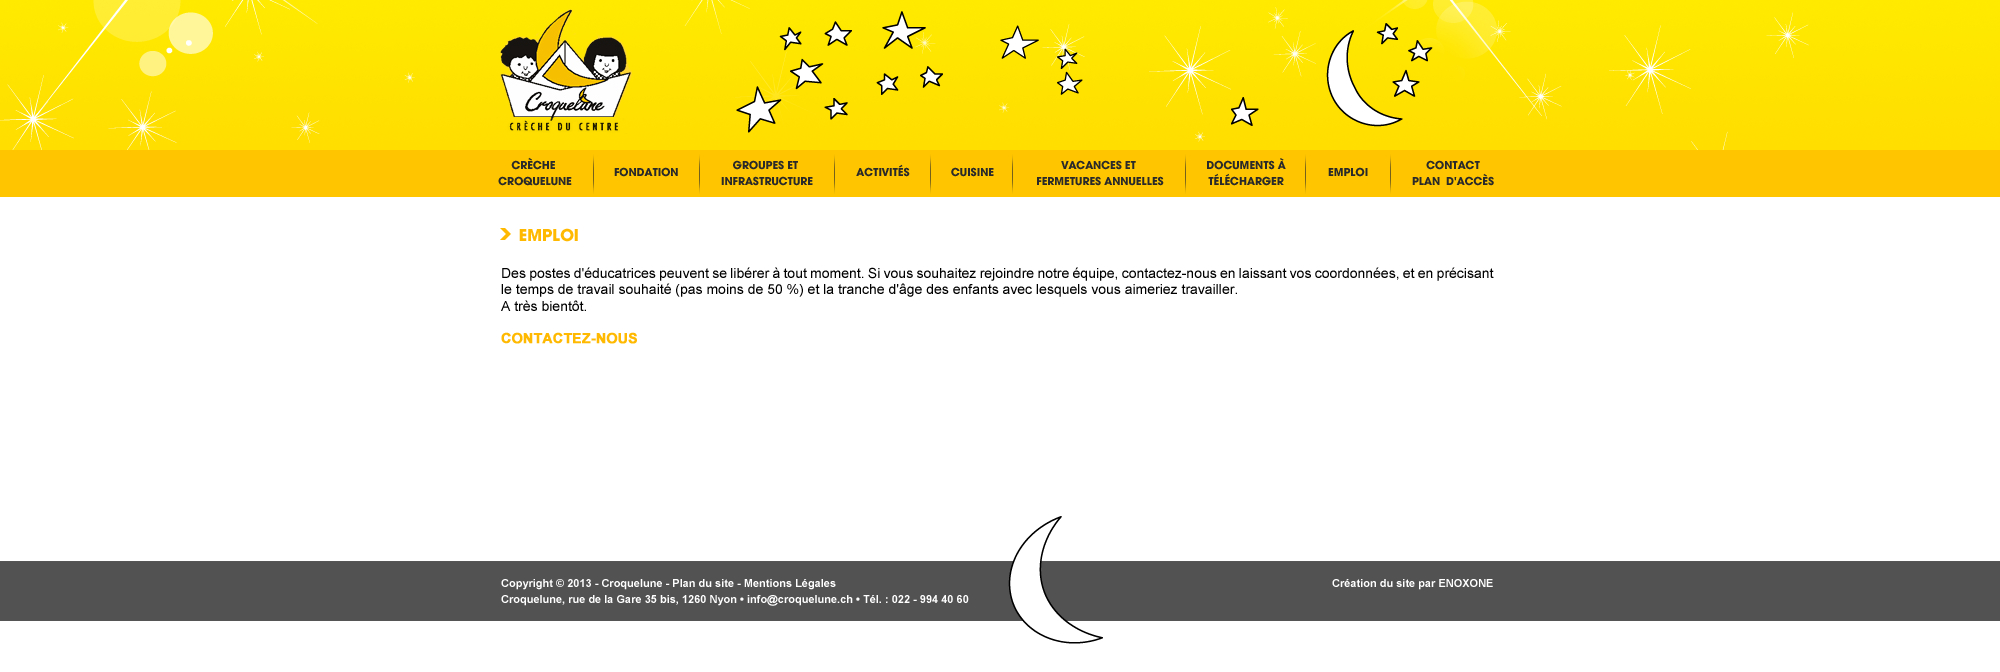 Croquelune
CRÈCHE DU CENTRE
CRÈCHE
CROQUELUNE
FONDATION
GROUPES ET
INFRASTRUCTURE
ACTIVITÉS
CUISINE
VACANCES ET
FERMETURES ANNUELLES
DOCUMENTS À
TÉLÉCHARGER
EMPLOI
CONTACT
PLAN D'ACCÈS
EMPLOI
Des postes d'éducatrices peuvent se libérer à tout moment. Si vous souhaitez rejoindre notre équipe, contactez-nous en laissant vos coordonnées, et en précisant
le temps de travail souhaité (pas moins de 50 %) et la tranche d'âge des enfants avec lesquels vous aimeriez travailler.
A très bientôt.
CONTACTEZ-NOUS
Copyright © 2013 - Croquelune - Plan du site - Mentions Légales
Croquelune, rue de la Gare 35 bis, 1260 Nyon • info@croquelune.ch • Tél. : 022 - 994 40 60
Création du site par ENOXONE